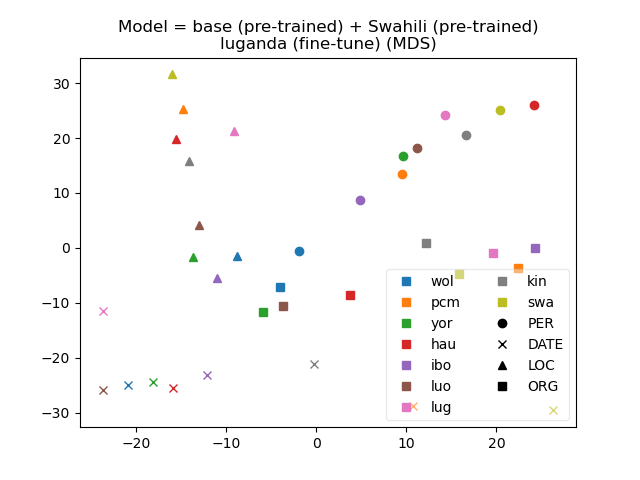 Model = base (pre-trained) + Swahili (pre-trained)
luganda (fine-tune) (MDS)
30
20
10
0
−10
−20
−30
wol
pcm
yor
hau
ibo
luo
lug
kin
swa
PER
DATE
LOC
ORG
−20
−10
0
10
20